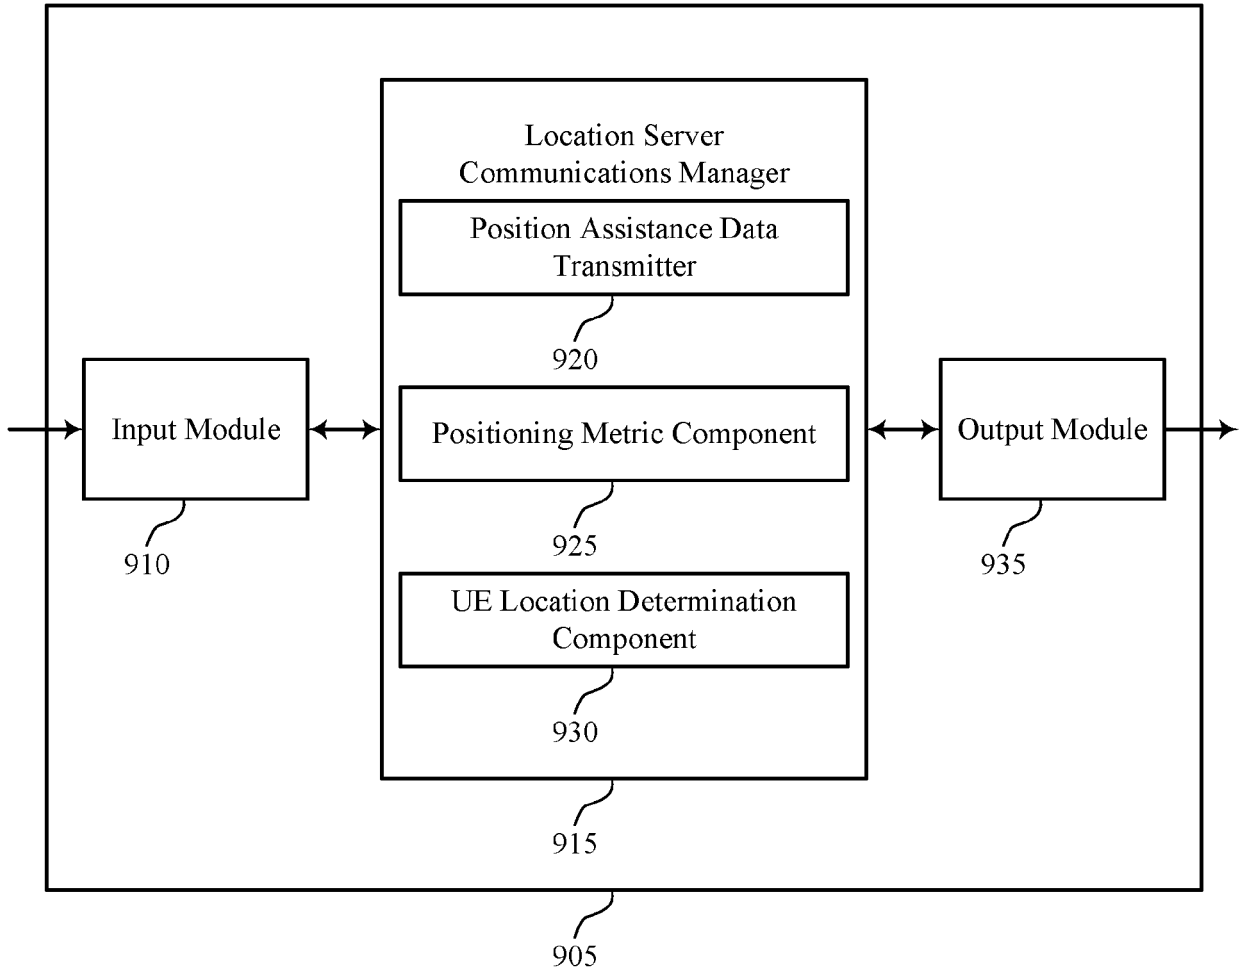 Location Server
Communications Manager
Position Assistance Data
Transmitter
920
Input Module
910
Positioning Metric Component
925
Output Module
935
UE Location Determination
Component
930
915
905